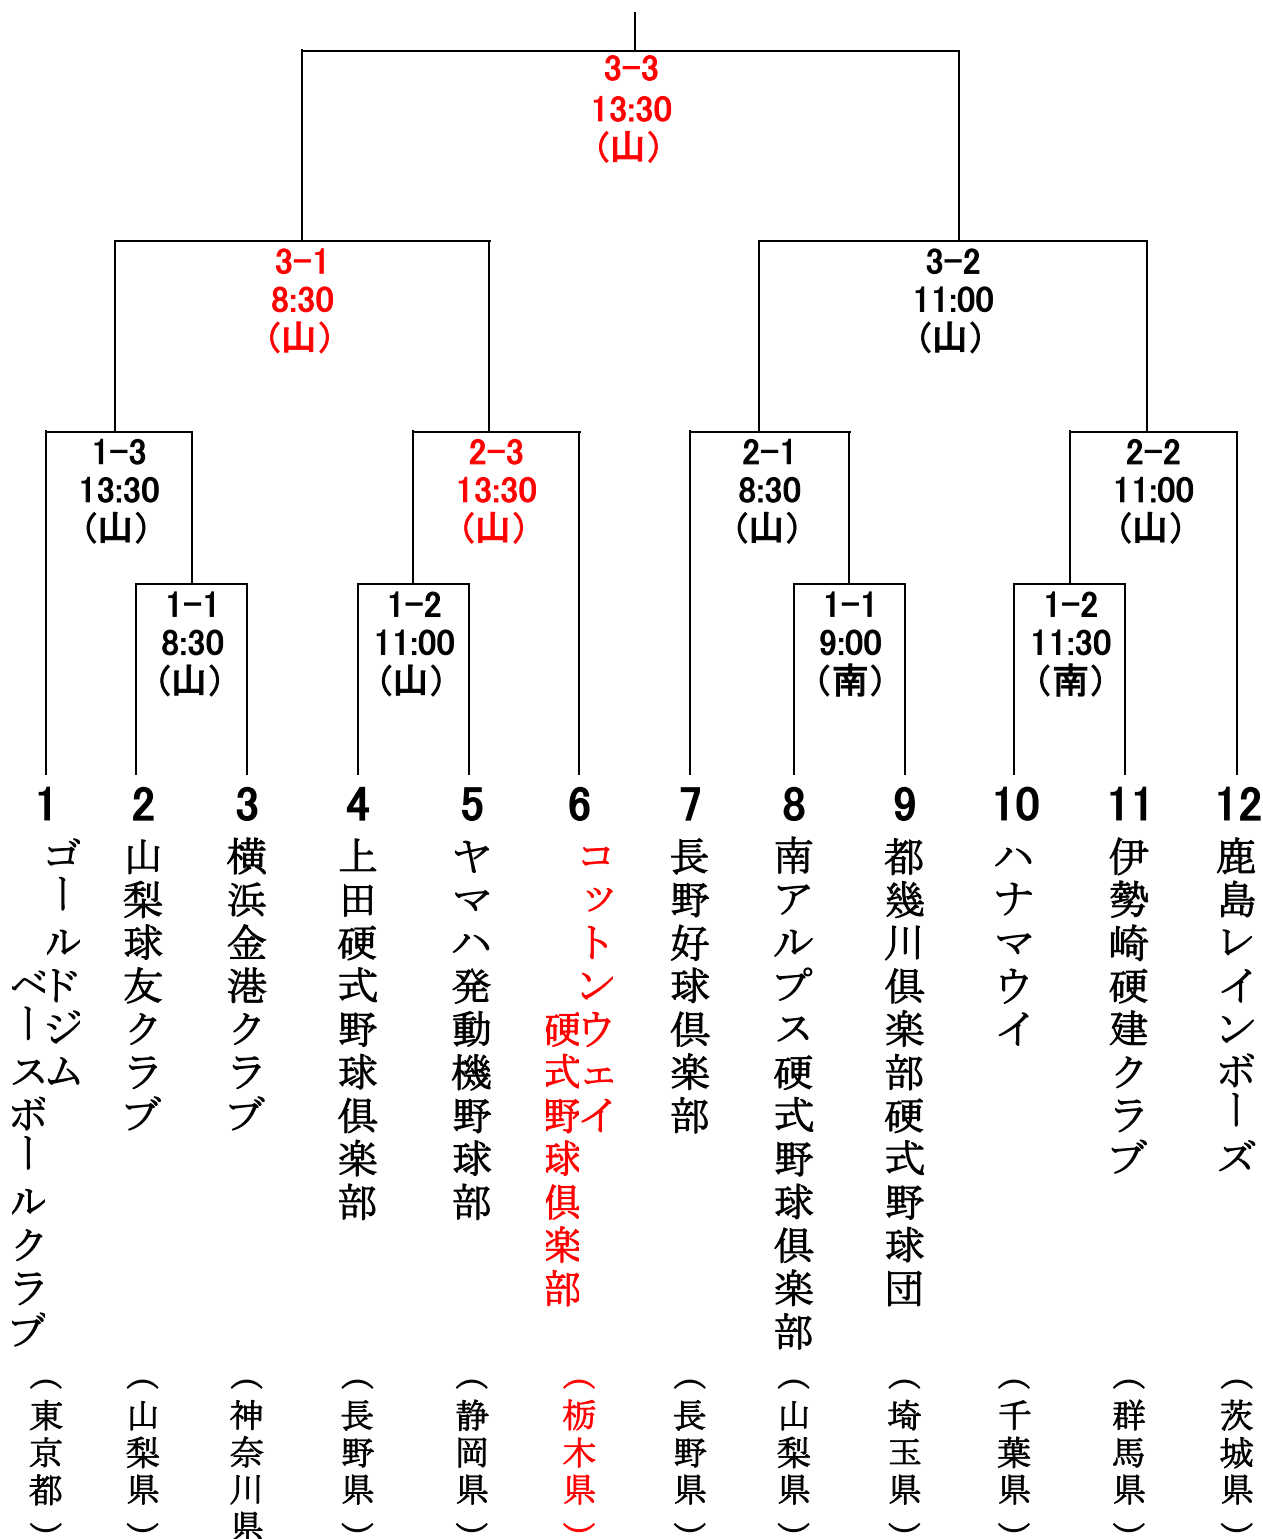 3-3
13:30
(山)
3-1
8:30
(山)
3-2
11:00
(山)
1-3
13:30
(山)
2-3
13:30
(山)
2-1
8:30
(山)
2-2
11:00
(山)
1-1
8:30
(山)
1-2
11:00
(山)
1-1
9:00
(南)
1-2
11:30
(南)
1
ゴールドジム
ベースボールクラブ
(東京都)
2
山梨球友クラブ
(山梨県)
3
横浜金港クラブ
(神奈川県
4
上田硬式野球倶楽部
(長野県)
5
ヤマハ発動機野球部
(静岡県)
6
コットンウェイ
硬式野球倶楽部
(栃木県)
7
長野好球倶楽部
(長野県)
8
南アルプス硬式野球倶楽部
(山梨県)
9
都幾川倶楽部硬式野球団
(埼玉県)
10
ハナマウイ
(千葉県)
11
伊勢崎硬建クラブ
(群馬県)
12
鹿島レインボーズ
(茨城県)